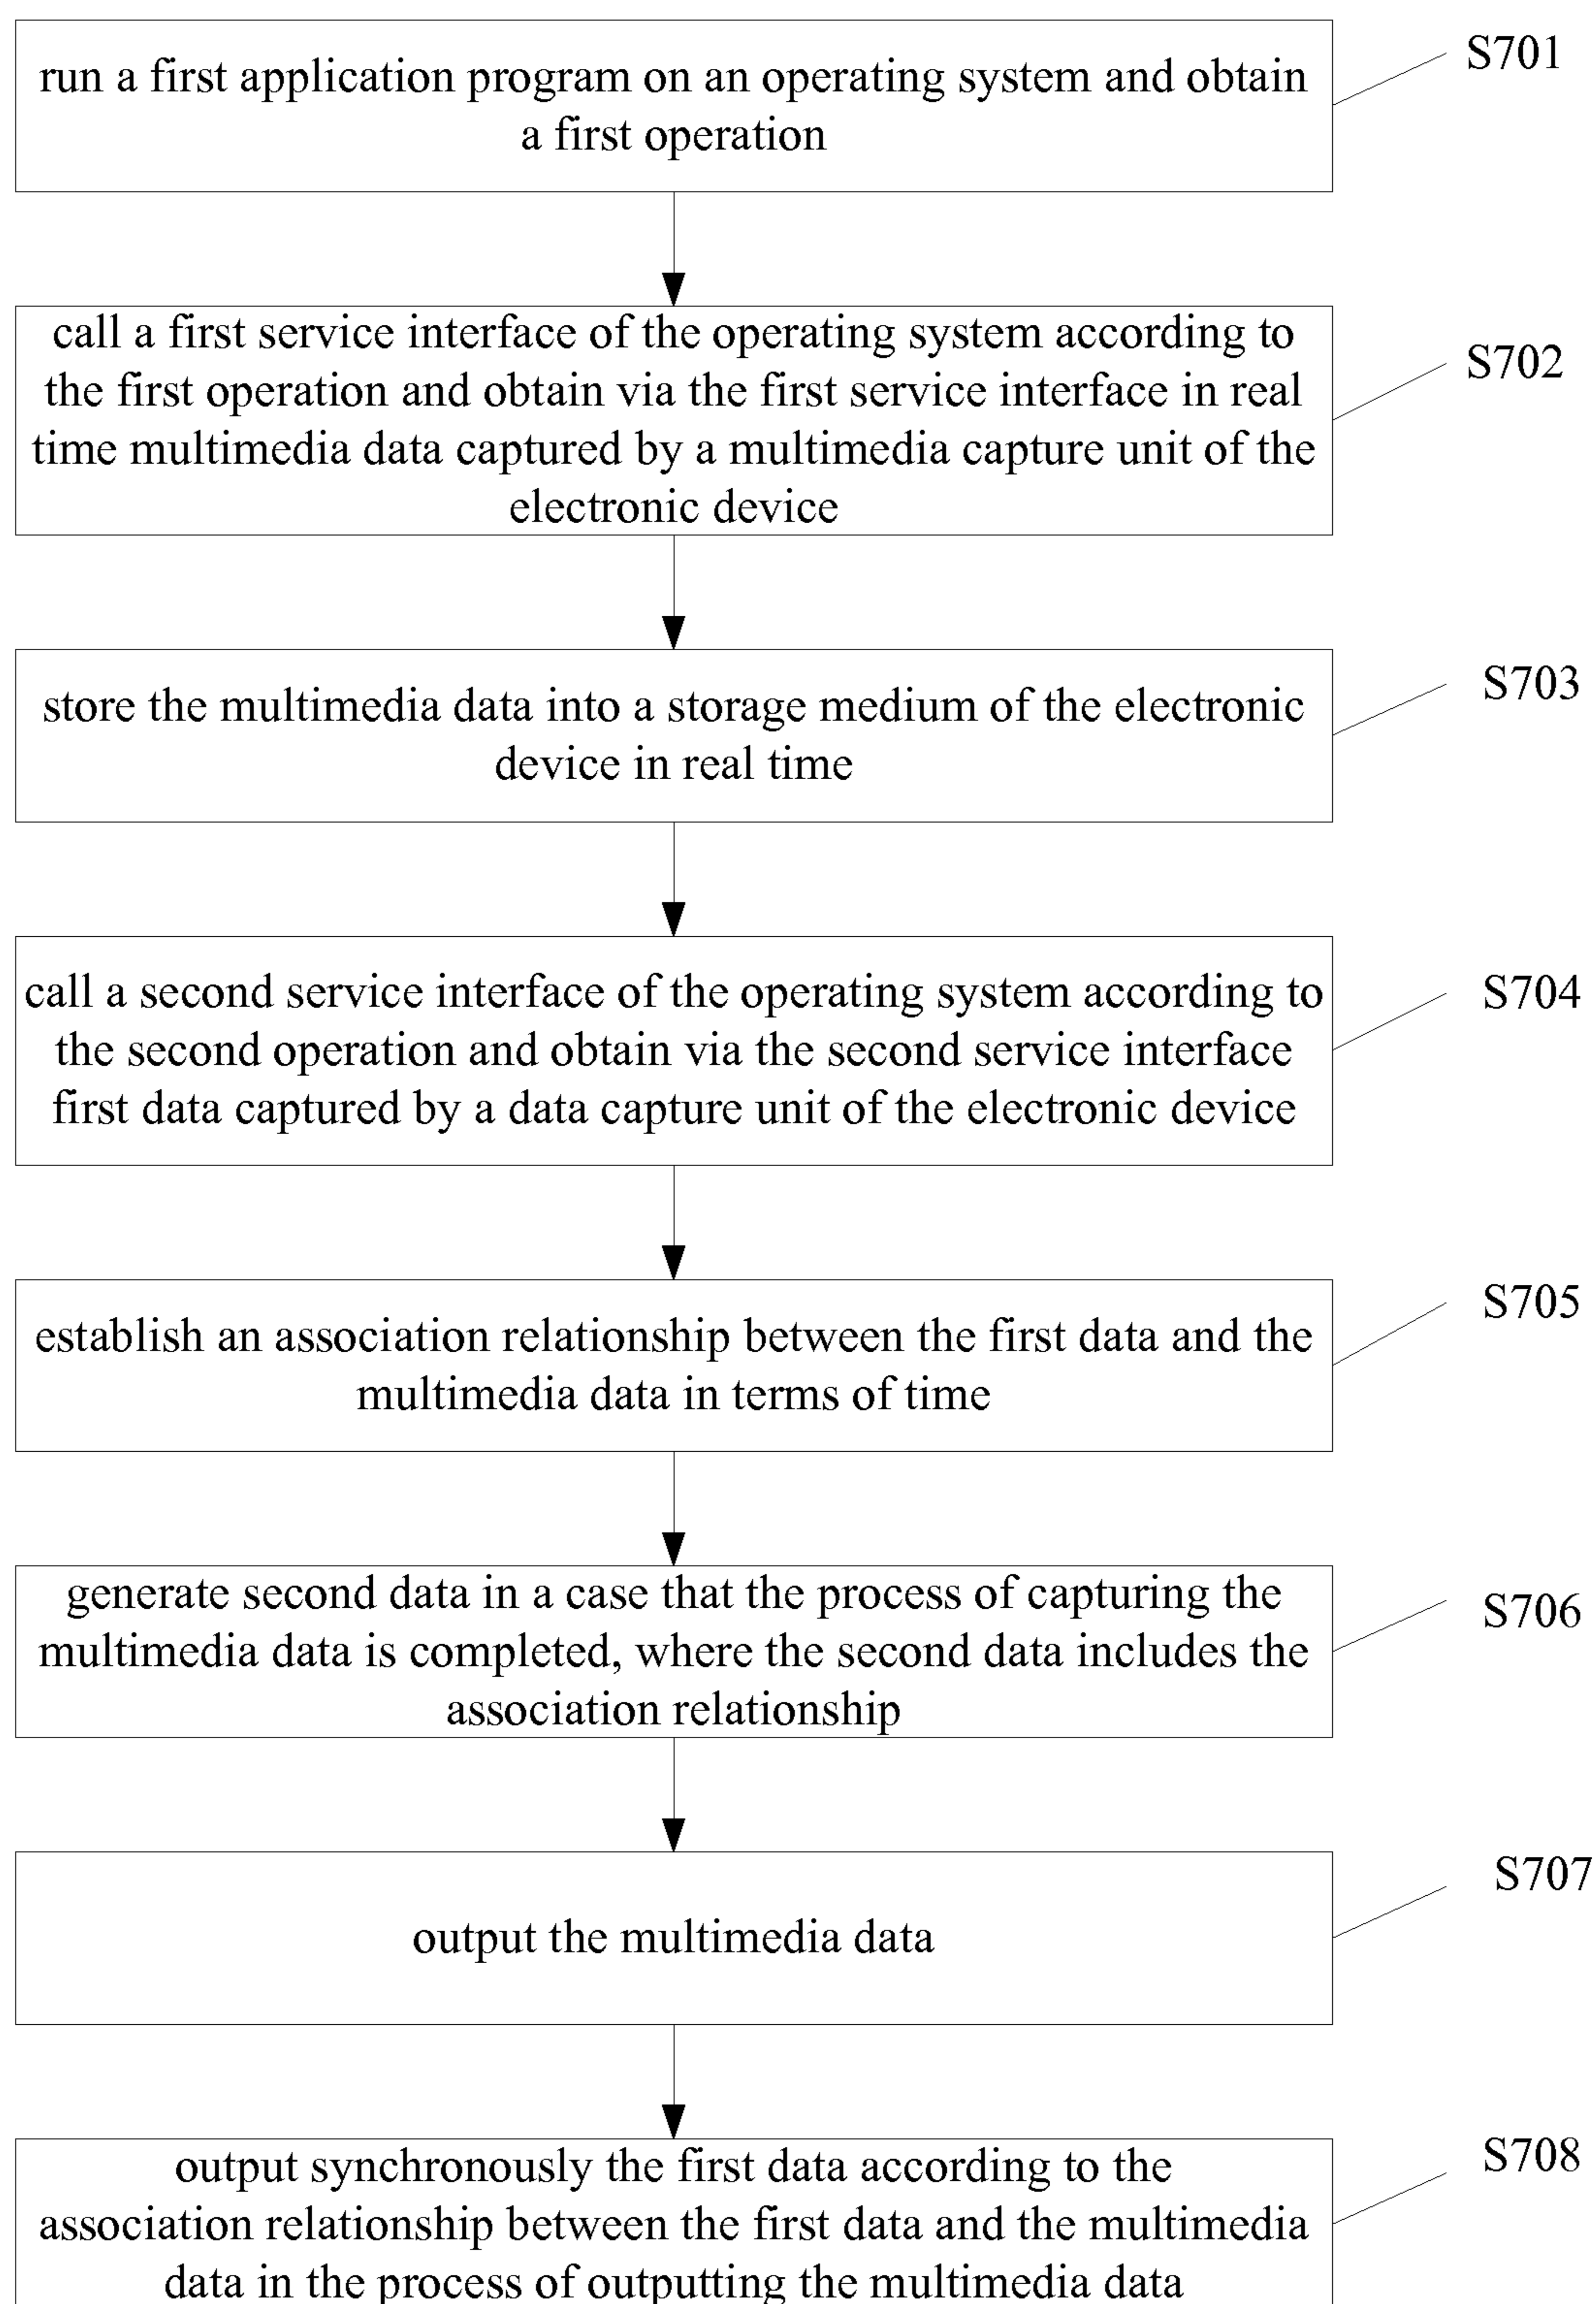 run a first application program on an operating system and obtain
a first operation
S701
call a first service interface of the operating system according to
the first operation and obtain via the first service interface in real
time multimedia data captured by a multimedia capture unit of the
electronic device
S702
store the multimedia data into a storage medium of the electronic
device in real time
S703
call a second service interface of the operating system according to
the second operation and obtain via the second service interface
first data captured by a data capture unit of the electronic device
S704
establish an association relationship between the first data and the
multimedia data in terms of time
S705
generate second data in a case that the process of capturing the
multimedia data is completed, where the second data includes the
association relationship
S706
output the multimedia data
S707
output synchronously the first data according to the
association relationship between the first data and the multimedia
data in the process of outputting the multimedia data
S708